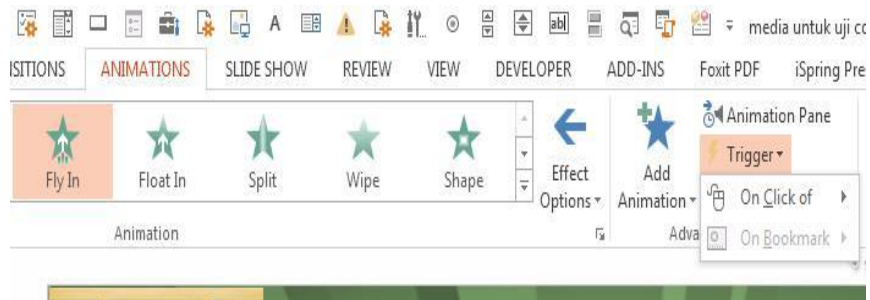 A abl media untuk uji co
ISITIONS ANIMATIONS SLIDE SHOW REVIEW VIEW DEVELOPER ADD-INS Foxit PDF iSpring Pre
Animation Pane
Trigger
Fly In Float In Split Wipe Shape Effect Options Add Animation
On Click of
On Bookmark
Animation Adva